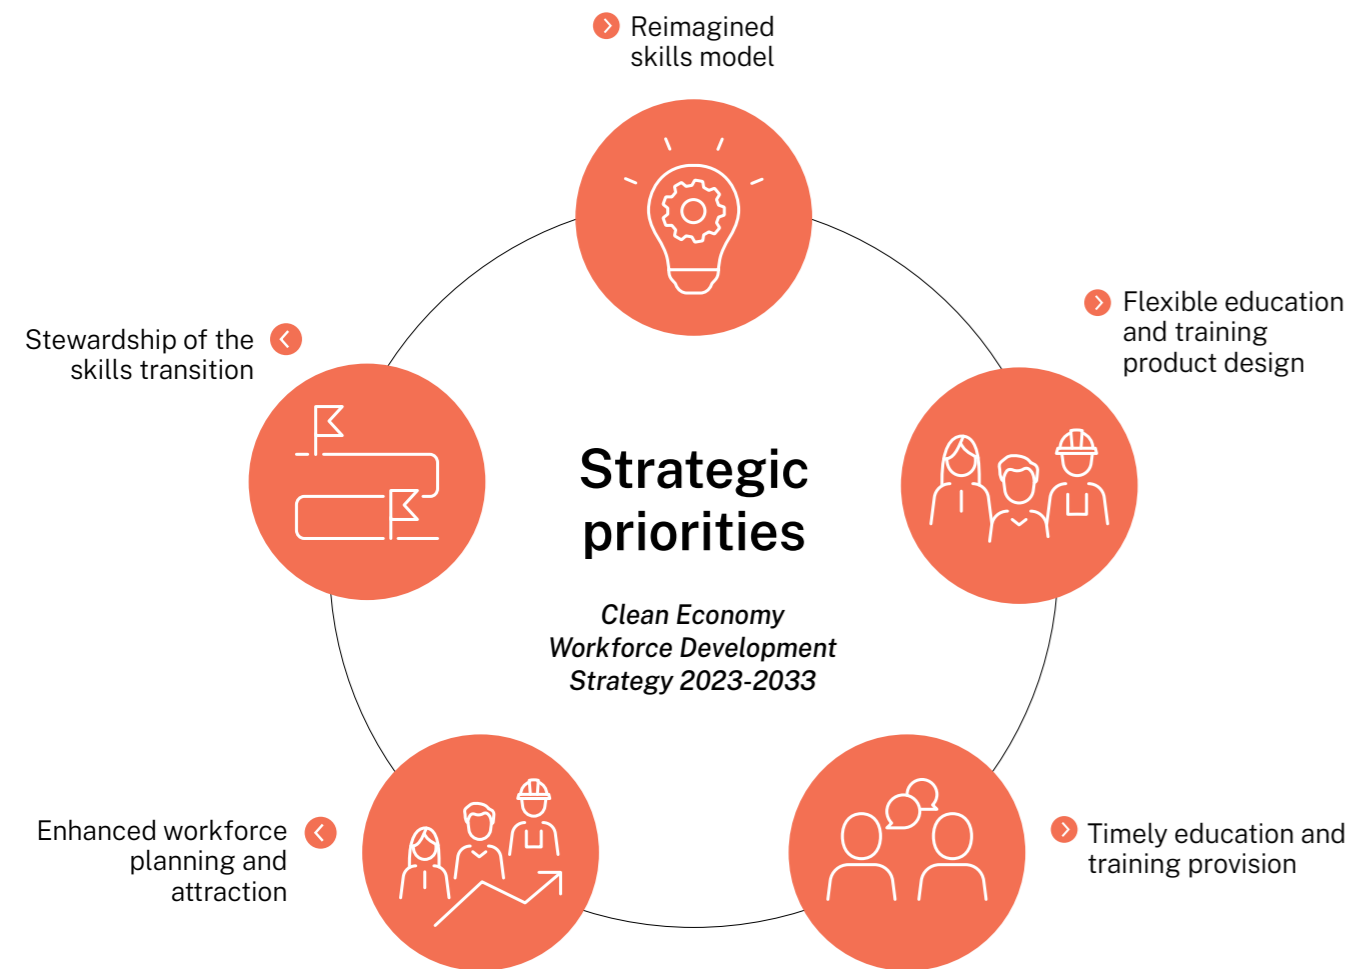 Reimagined
skills model
Flexible education
and training
product design
Stewardship of the
skills transition
Strategic
priorities
Clean Economy
Workforce Development
Strategy 2023-2033
Enhanced workforce
planning and
attraction
Timely education and
training provision